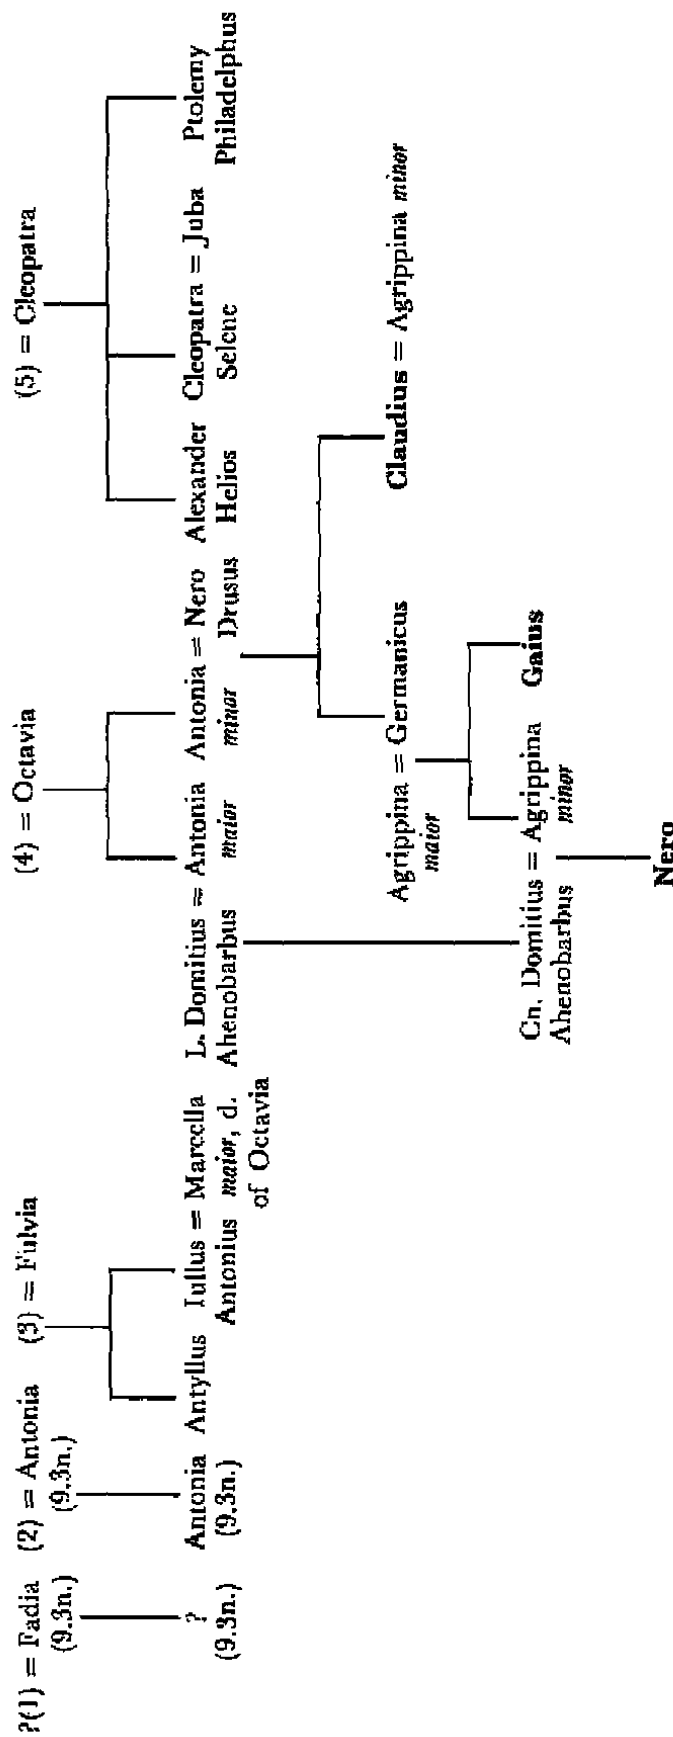 ?(1) = Fadia (2) = Antonia (3) = Fulvia (4) = Octavia (5) = Cleopatra
(9.3n.) (9.3n.)
? Antonia Antyllus Iullus = Marcella L. Domitius = Antonia Antonia = Nero Alexander Cleopatra = Juba Ptolemy
(9.3n.) (9.3n.) Antonius maior, d. Ahenobarbus maior minor Drusus Helios Selene Philadelphus
of Octavia
Agrippina = Germanicus Claudius = Agrippina minor
maior
Cn. Domitius = Agrippina Gaius
Ahenobarbus minor
Nero